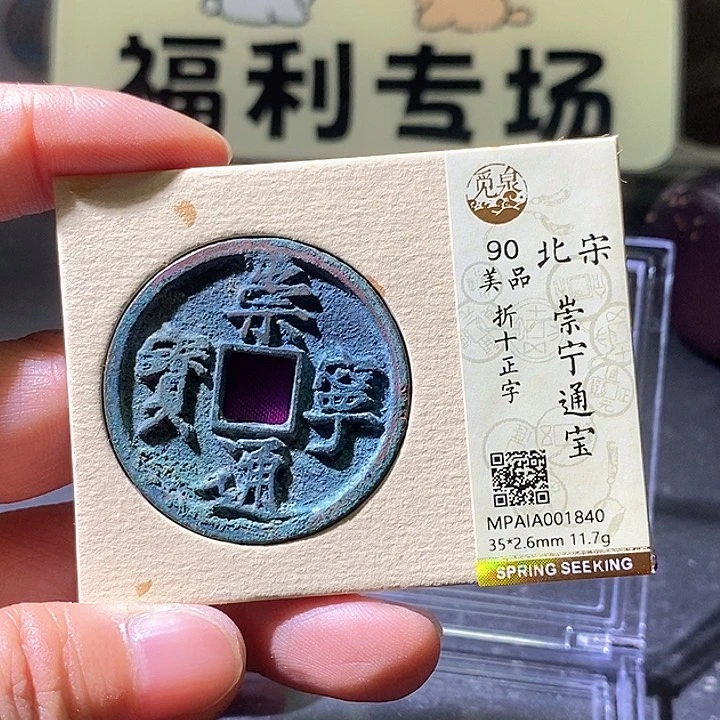 福利专场
崇寧通寳
觅泉
90
美品
北宋
折十正字
崇宁通宝
MPAIA001840
35*2.6mm 11.7g
SPRING SEEKING